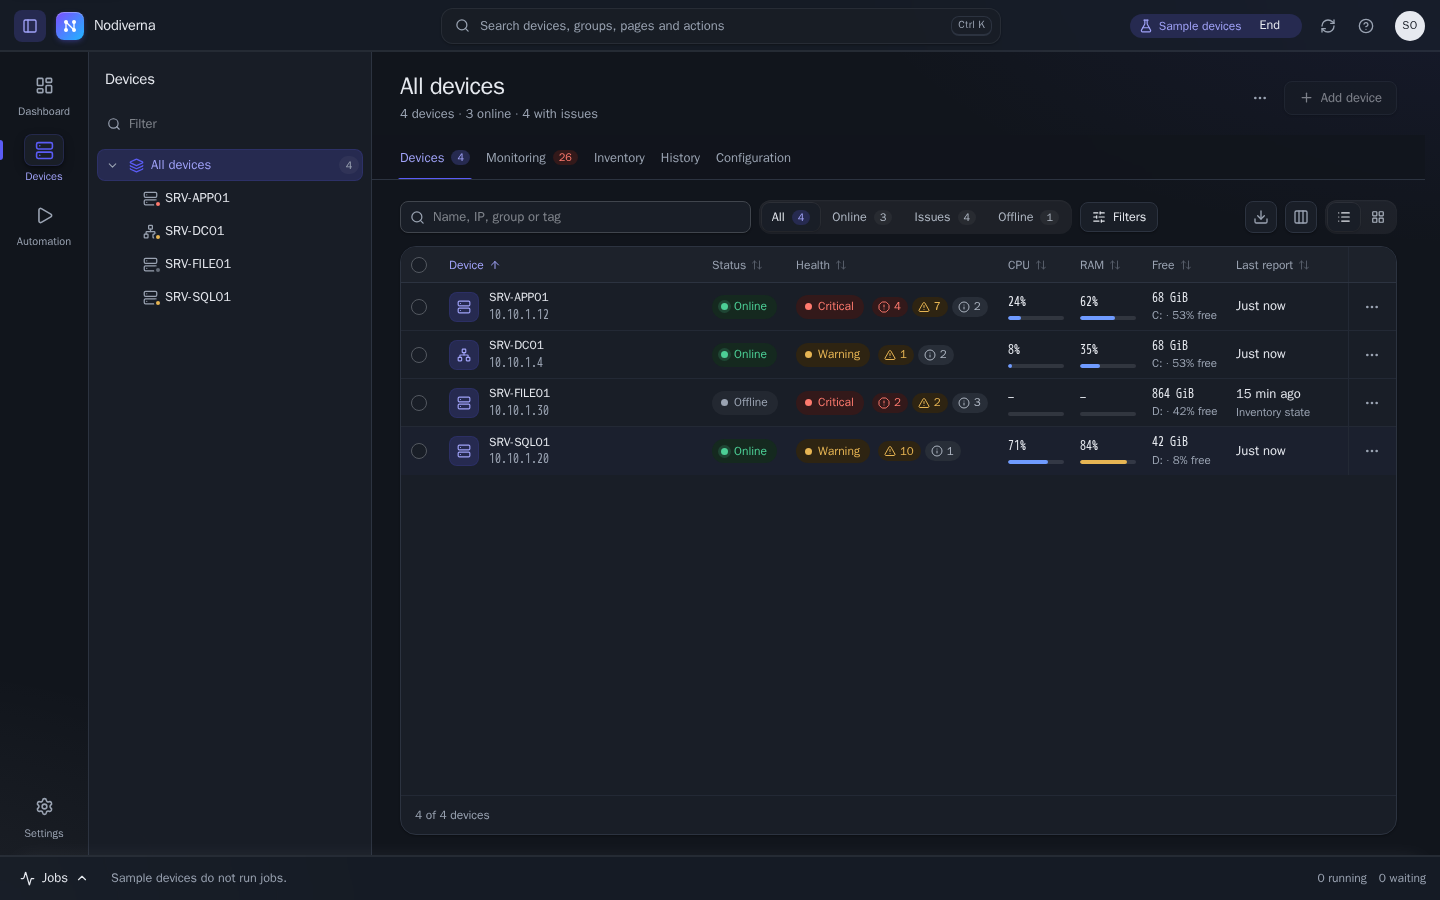 Nodiverna
Search devices, groups, pages and actions
Ctrl K
Sample devices
End
SO
Dashboard
Devices
Automation
Settings
Devices
Filter
All devices 4
SRV-APP01
SRV-DC01
SRV-FILE01
SRV-SQL01
All devices
4 devices · 3 online · 4 with issues
Add device
Devices 4 Monitoring 26 Inventory History Configuration
Name, IP, group or tag
All 4 Online 3 Issues 4 Offline 1
Filters
Device Status Health CPU RAM Free Last report
SRV-APP01 Online Critical 4 7 2 24% 62% 68 GiB Just now
10.10.1.12 C: · 53% free
SRV-DC01 Online Warning 1 2 8% 35% 68 GiB Just now
10.10.1.4 C: · 53% free
SRV-FILE01 Offline Critical 2 2 3 – – 864 GiB 15 min ago
10.10.1.30 D: · 42% free Inventory state
SRV-SQL01 Online Warning 10 1 71% 84% 42 GiB Just now
10.10.1.20 D: · 8% free
4 of 4 devices
Jobs
Sample devices do not run jobs.
0 running 0 waiting